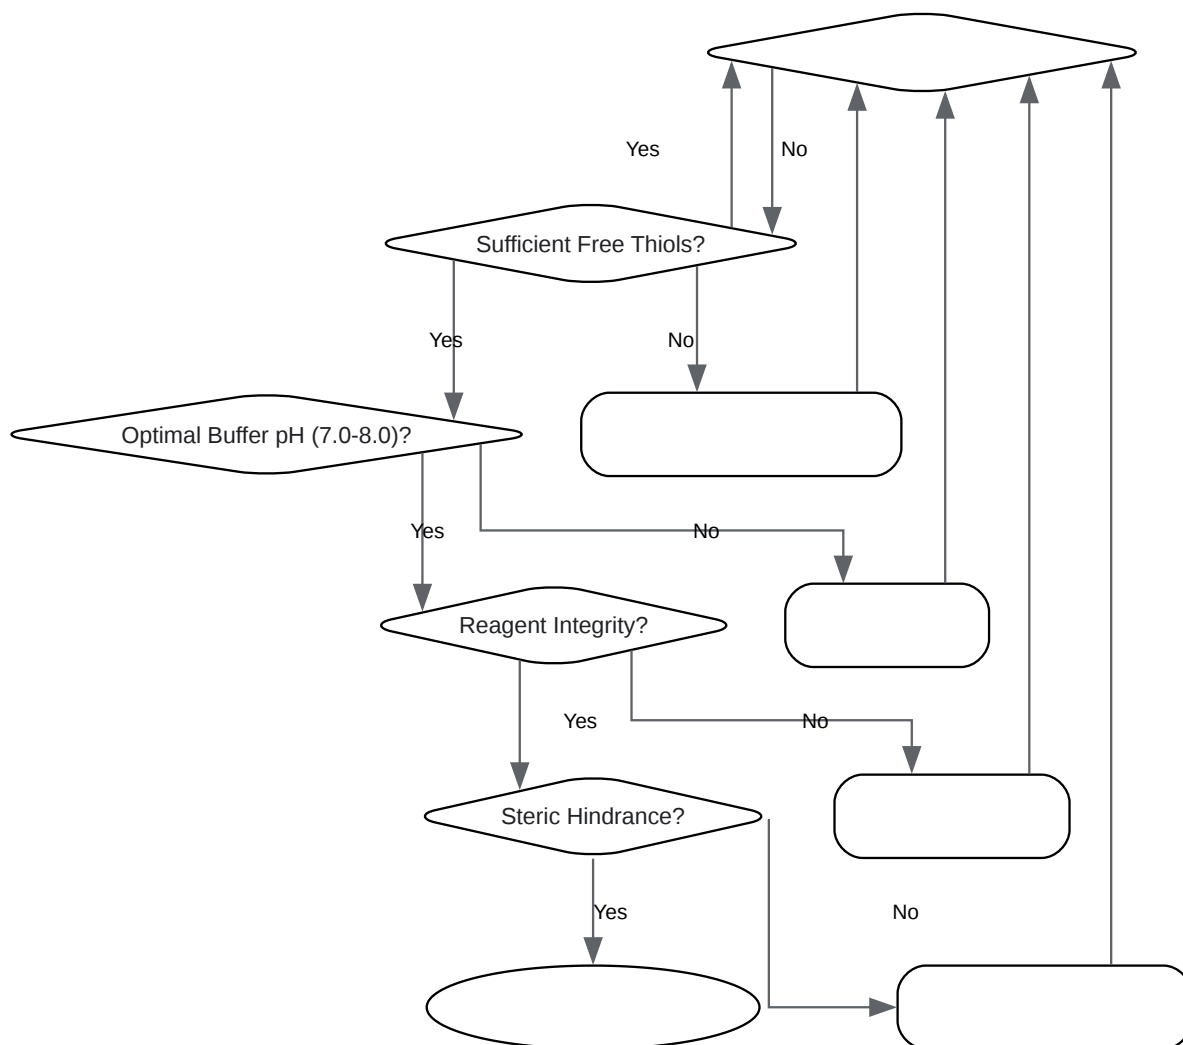 Yes
No
Sufficient Free Thiols?
Yes
No
Optimal Buffer pH (7.0-8.0)?
Yes
No
Reagent Integrity?
Yes
No
Steric Hindrance?
Yes
No